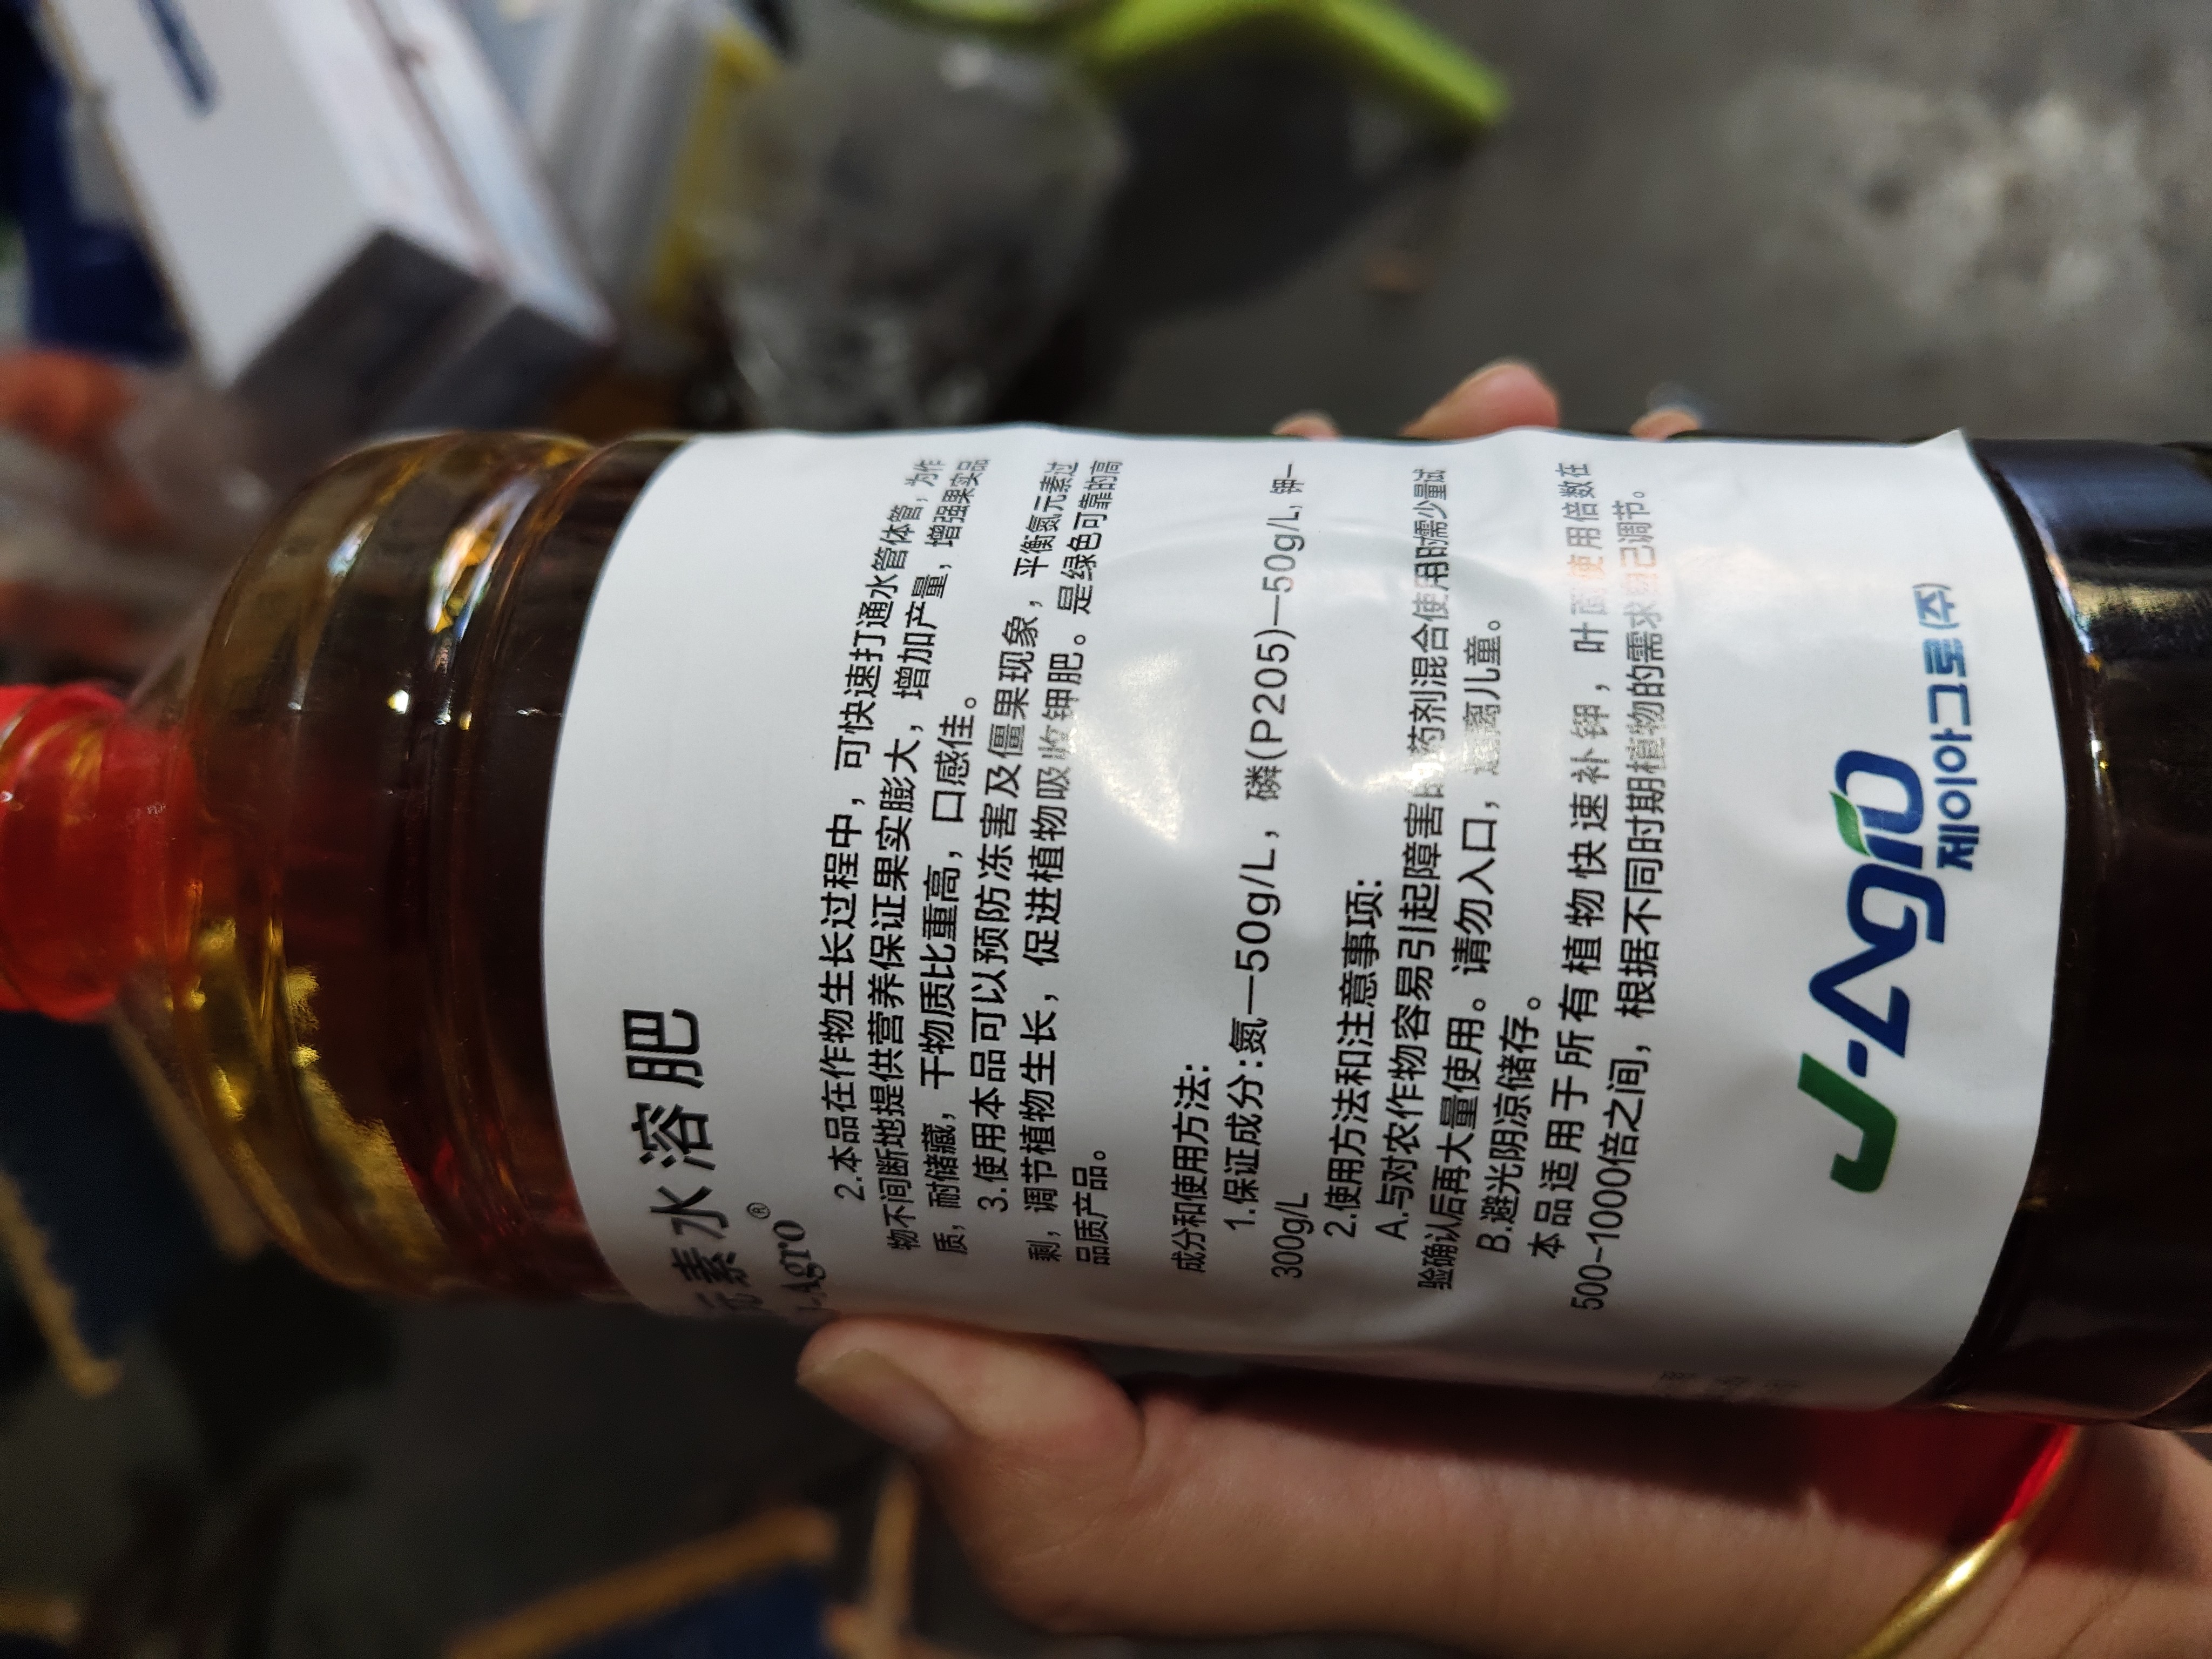 元素水溶肥
J-Agro®
2.本品在作物生长过程中，可快速打通水管体管，为作
物不间断地提供营养保证果实膨大，增加产量，增强果实品
质，耐储藏，干物质比重高，口感佳。
3.使用本品可以预防冻害及僵果现象，平衡氮元素过
剩，调节植物生长，促进植物吸收钾肥。是绿色可靠的高
品质产品。
成分和使用方法：
1.保证成分：氮—50g/L，磷(P205)—50g/L，钾—
300g/L
2.使用方法和注意事项：
A.与对农作物容易引起障害的药剂混合使用时需少量试
验确认后再大量使用。请勿入口，远离儿童。
B.避光阴凉储存。
本品适用于所有植物快速补钾，叶面使用倍数在
500-1000倍之间，根据不同时期植物的需求自己调节。
J-Agro
제이아그로(주)